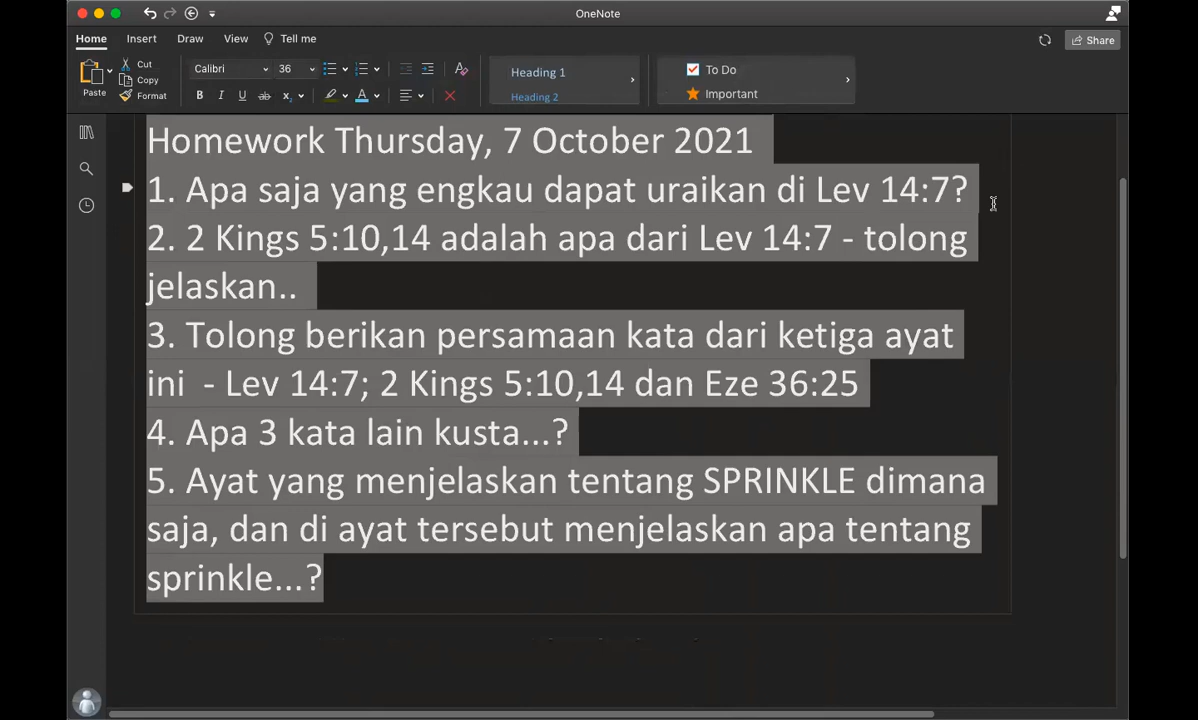 OneNote
Home Insert Draw View Tell me
Share
Paste
Cut
Copy
Format
Calibri 36
B I U ab x₂ A
Heading 1
Heading 2
To Do
Important
Homework Thursday, 7 October 2021
1. Apa saja yang engkau dapat uraikan di Lev 14:7?
2. 2 Kings 5:10,14 adalah apa dari Lev 14:7 - tolong
jelaskan..
3. Tolong berikan persamaan kata dari ketiga ayat
ini - Lev 14:7; 2 Kings 5:10,14 dan Eze 36:25
4. Apa 3 kata lain kusta...?
5. Ayat yang menjelaskan tentang SPRINKLE dimana
saja, dan di ayat tersebut menjelaskan apa tentang
sprinkle...?